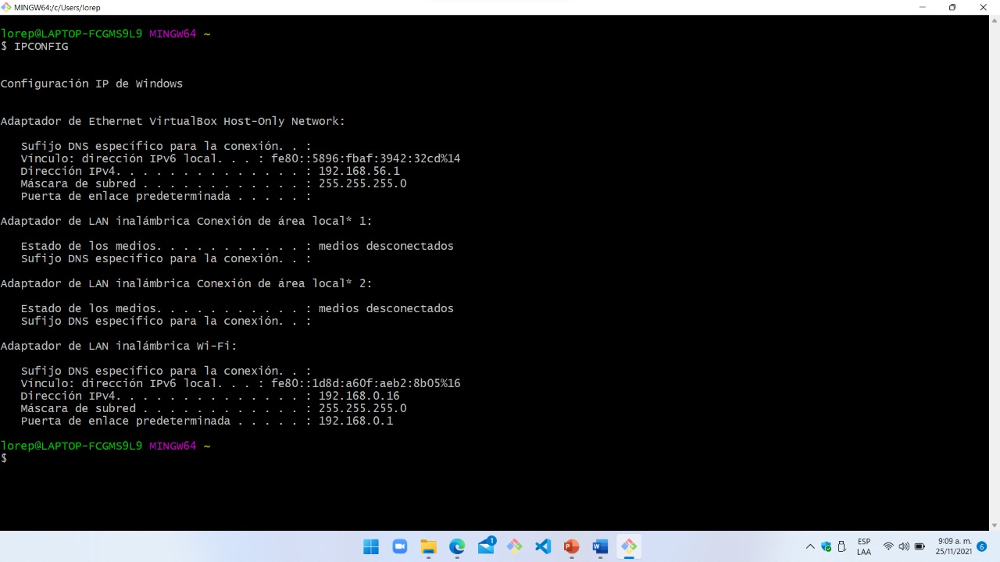 MINGW64:/c/Users/lorep
lorep@LAPTOP-FCGMS9L9 MINGW64 ~
$ IPCONFIG
Configuración IP de Windows
Adaptador de Ethernet VirtualBox Host-Only Network:
Sufijo DNS específico para la conexión. . :
Vínculo: dirección IPv6 local. . . : fe80::5896:fbaf:3942:32cd%14
Dirección IPv4. . . . . . . . . . . . . . : 192.168.56.1
Máscara de subred . . . . . . . . . . . . : 255.255.255.0
Puerta de enlace predeterminada . . . . . :
Adaptador de LAN inalámbrica Conexión de área local* 1:
Estado de los medios. . . . . . . . . . . : medios desconectados
Sufijo DNS específico para la conexión. . :
Adaptador de LAN inalámbrica Conexión de área local* 2:
Estado de los medios. . . . . . . . . . . : medios desconectados
Sufijo DNS específico para la conexión. . :
Adaptador de LAN inalámbrica Wi-Fi:
Sufijo DNS específico para la conexión. . :
Vínculo: dirección IPv6 local. . . : fe80::1d8d:a60f:aeb2:8b05%16
Dirección IPv4. . . . . . . . . . . . . . : 192.168.0.16
Máscara de subred . . . . . . . . . . . . : 255.255.255.0
Puerta de enlace predeterminada . . . . . : 192.168.0.1
lorep@LAPTOP-FCGMS9L9 MINGW64 ~
$
1
P
W
ESP
LAA
9:09 a. m.
25/11/2021
6